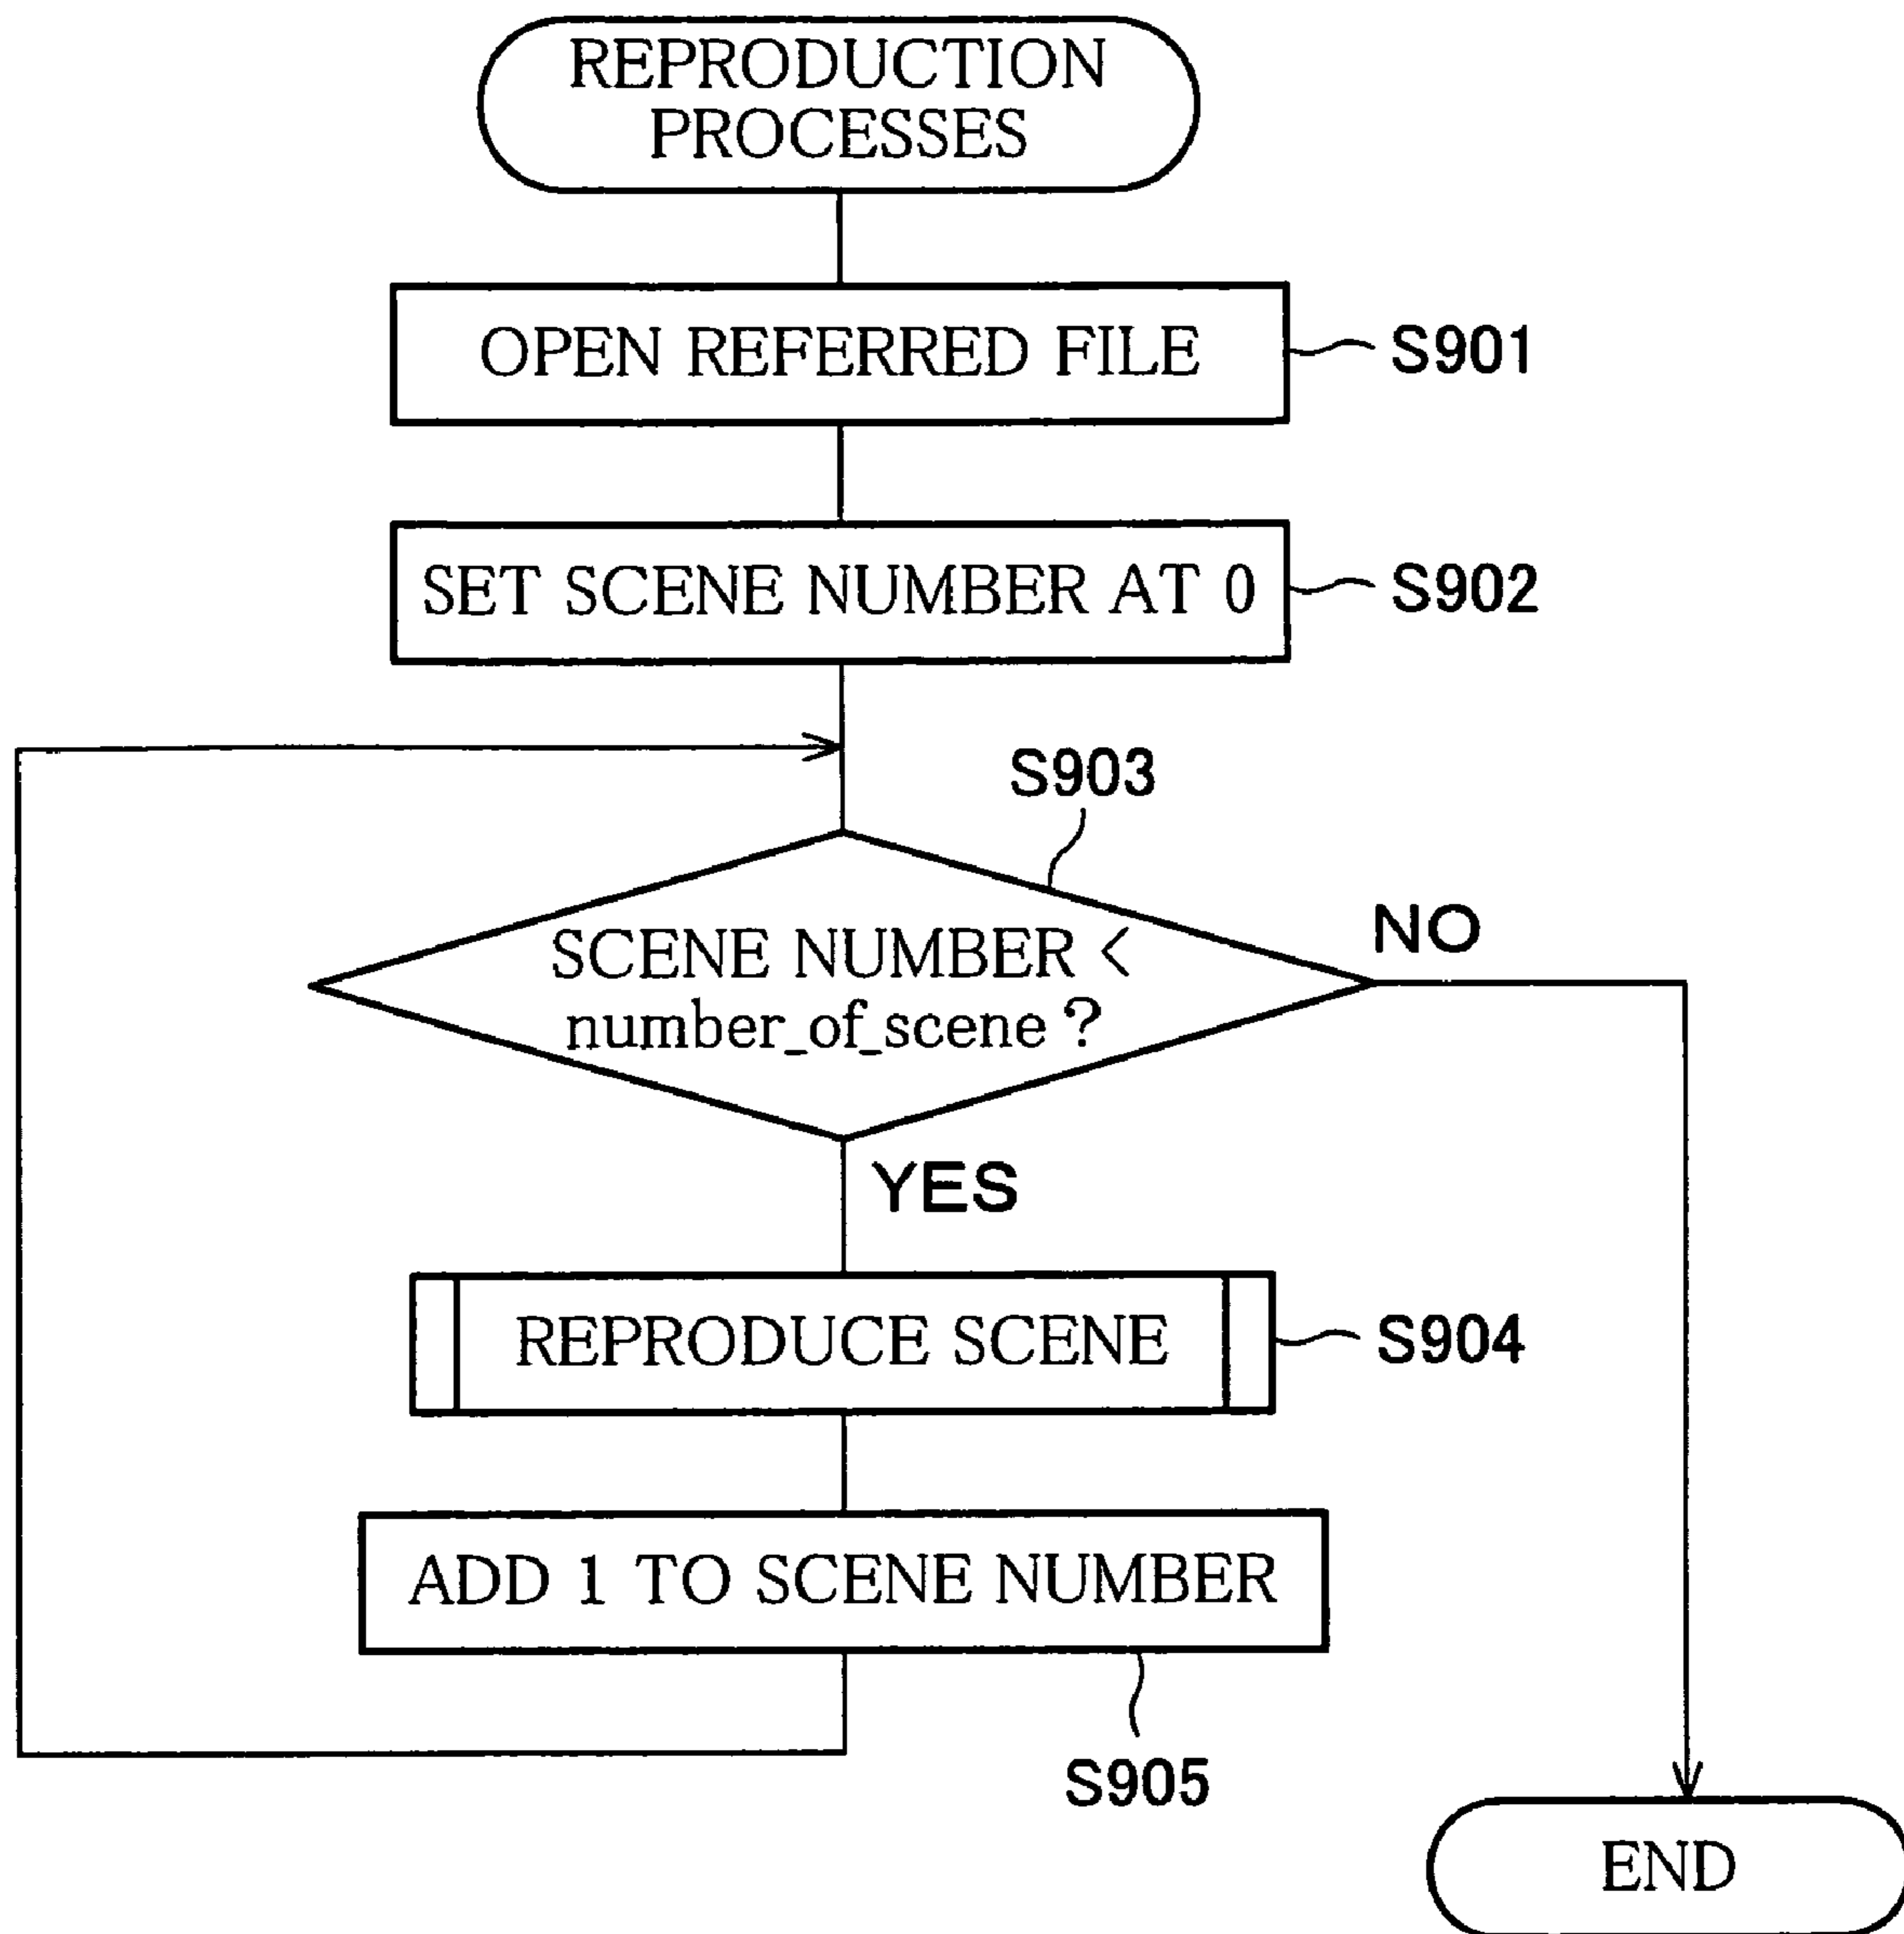 REPRODUCTION
PROCESSES
OPEN REFERRED FILE
S901
SET SCENE NUMBER AT 0
S902
S903
SCENE NUMBER <
number_of_scene ?
NO
YES
REPRODUCE SCENE
S904
ADD 1 TO SCENE NUMBER
S905
END